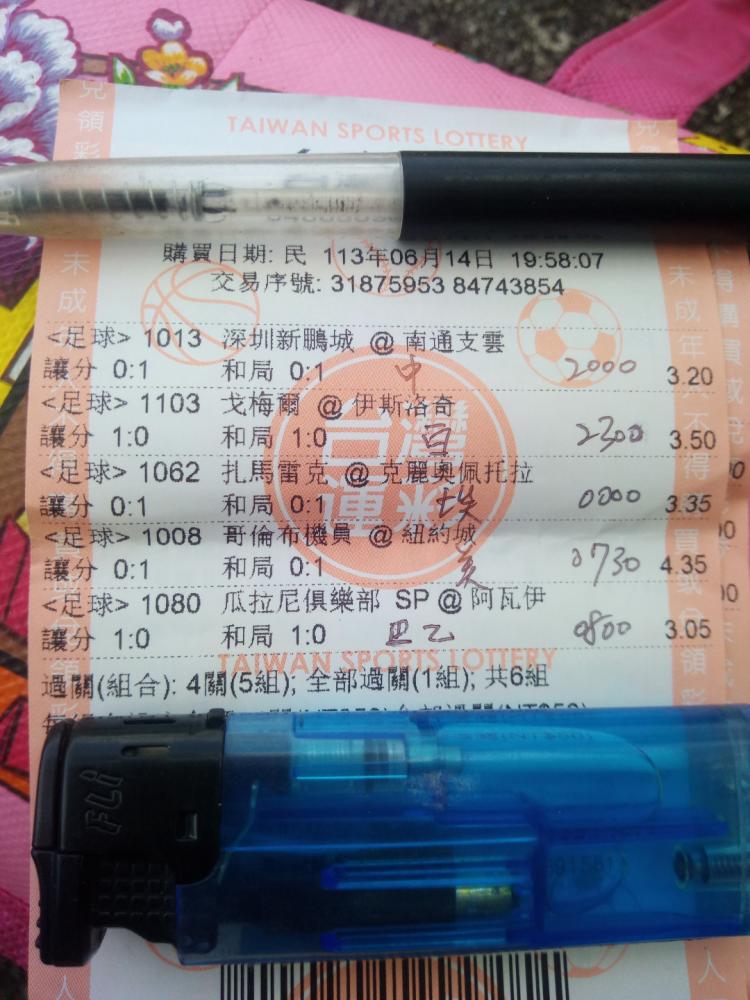 TAIWAN SPORTS LOTTERY
購買日期: 民 113年06月14日 19:58:07
交易序號: 31875953 84743854
<足球> 1013 深圳新鵬城 @ 南通支雲
讓分 0:1 和局 0:1 中 2000 3.20
<足球> 1103 戈梅爾 @ 伊斯洛奇
讓分 1:0 和局 1:0 白 2300 3.50
<足球> 1062 扎馬雷克 @ 克麗奧佩托拉
讓分 0:1 和局 0:1 埃 0000 3.35
<足球> 1008 哥倫布機員 @ 紐約城
讓分 0:1 和局 0:1 美 0730 4.35
<足球> 1080 瓜拉尼俱樂部 SP @ 阿瓦伊
讓分 1:0 和局 1:0 巴乙 0800 3.05
TAIWAN SPORTS LOTTERY
過關(組合): 4關(5組); 全部過關(1組); 共6組
台灣運彩
FLi